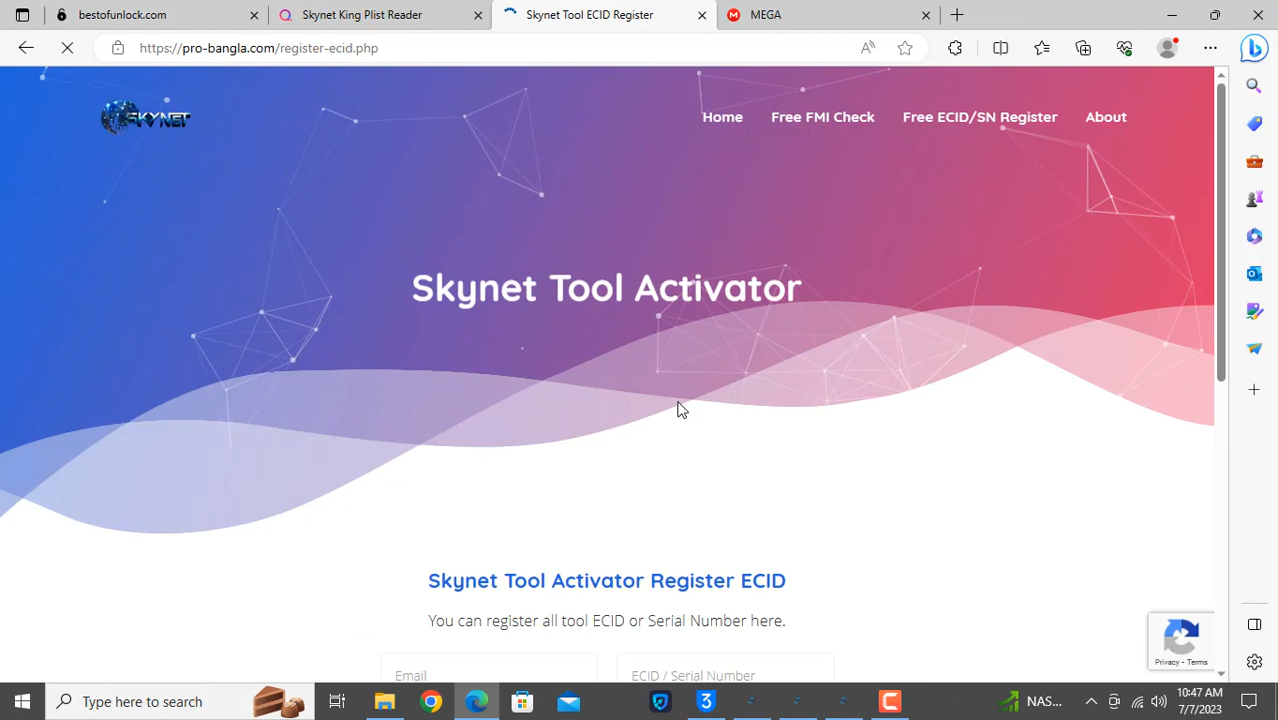 bestofunlock.com
Skynet King Plist Reader
Skynet Tool ECID Register
MEGA
https://pro-bangla.com/register-ecid.php
SKYNET
Home
Free FMI Check
Free ECID/SN Register
About
Skynet Tool Activator
Skynet Tool Activator Register ECID
You can register all tool ECID or Serial Number here.
Email
ECID / Serial Number
Privacy - Terms
Type here to search
NAS...
10:47 AM
7/7/2023